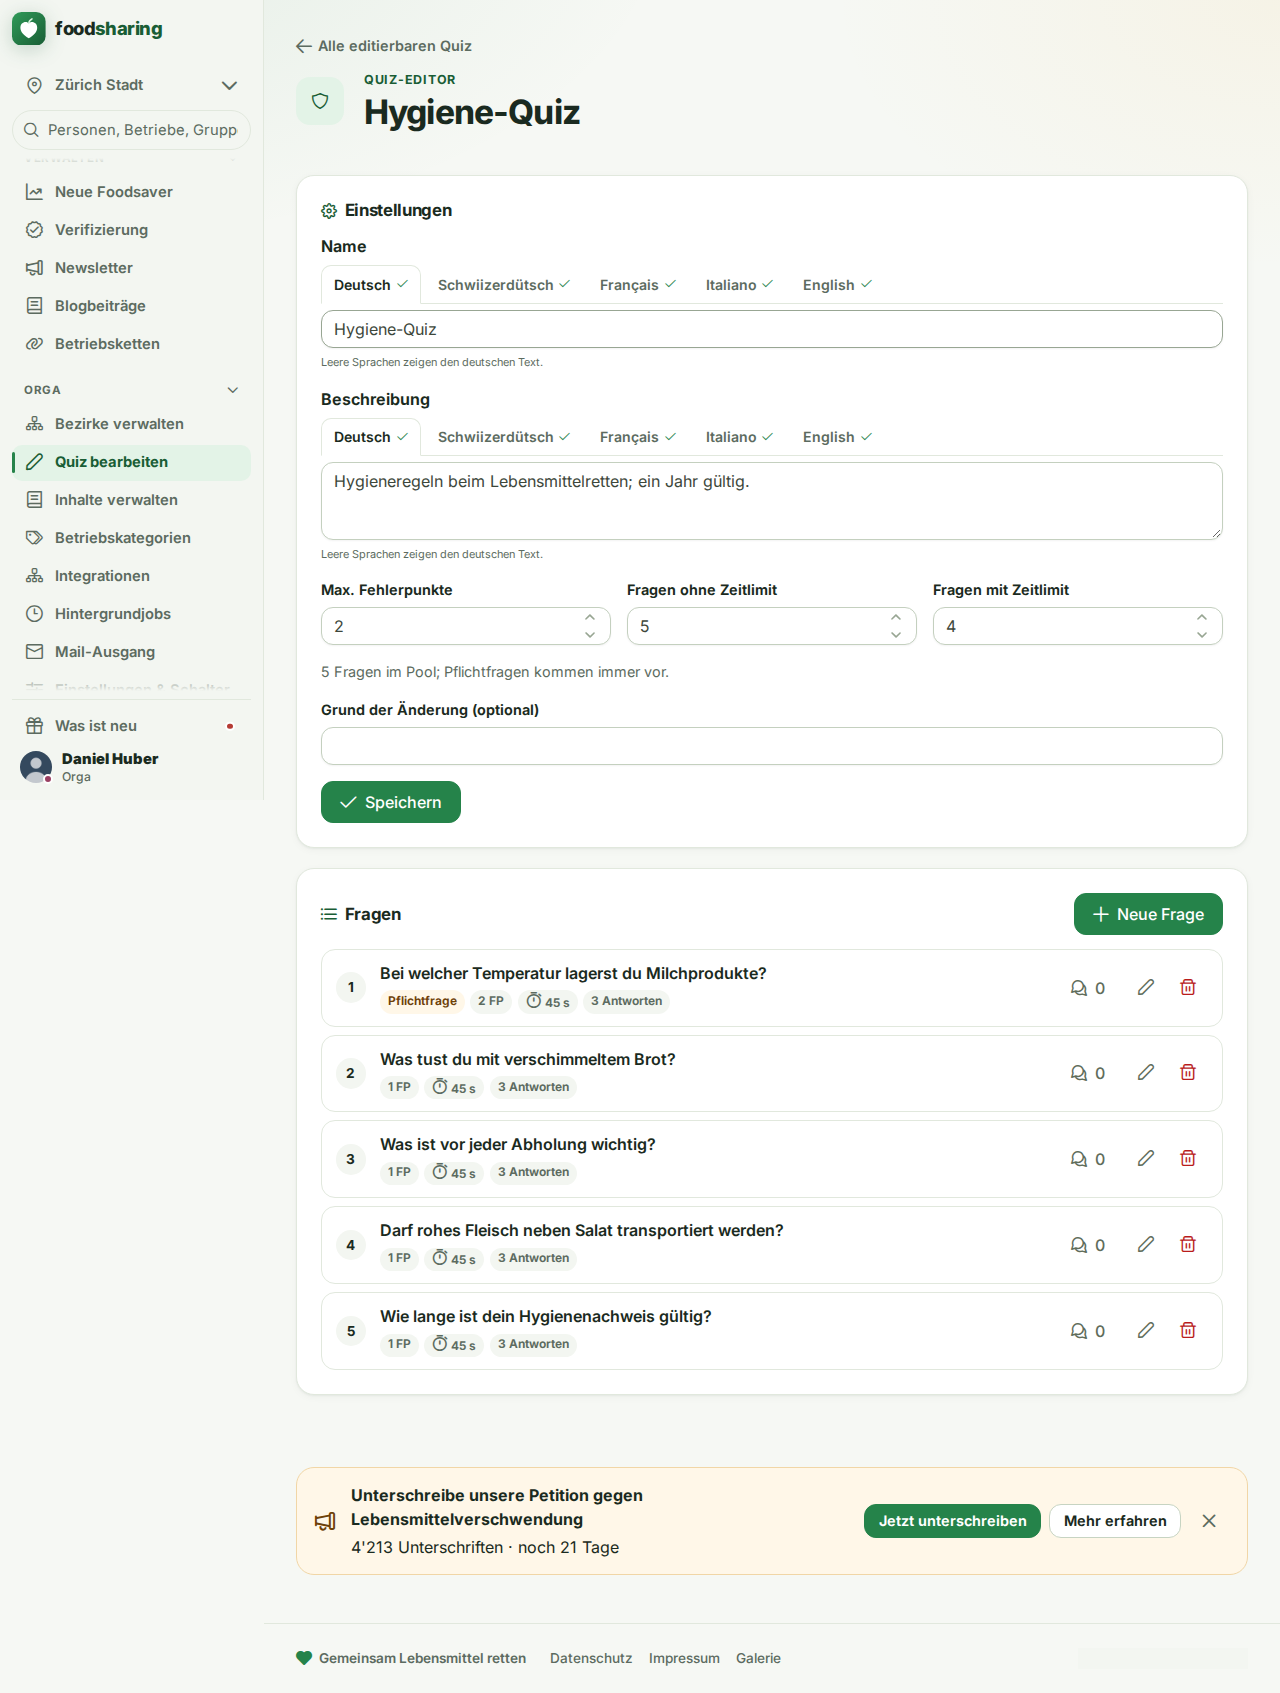 foodsharing
Zürich Stadt
Personen, Betriebe, Grupp
Neue Foodsaver
Verifizierung
Newsletter
Blogbeiträge
Betriebsketten
ORGA
Bezirke verwalten
Quiz bearbeiten
Inhalte verwalten
Betriebskategorien
Integrationen
Hintergrundjobs
Mail-Ausgang
Einstellungen & Schalter
Was ist neu
Daniel Huber
Orga
Alle editierbaren Quiz
QUIZ-EDITOR
Hygiene-Quiz
Einstellungen
Name
Deutsch Schwiizerdütsch Français Italiano English
Hygiene-Quiz
Leere Sprachen zeigen den deutschen Text.
Beschreibung
Deutsch Schwiizerdütsch Français Italiano English
Hygieneregeln beim Lebensmittelretten; ein Jahr gültig.
Leere Sprachen zeigen den deutschen Text.
Max. Fehlerpunkte Fragen ohne Zeitlimit Fragen mit Zeitlimit
2 5 4
5 Fragen im Pool; Pflichtfragen kommen immer vor.
Grund der Änderung (optional)
Speichern
Fragen Neue Frage
1 Bei welcher Temperatur lagerst du Milchprodukte? 0
Pflichtfrage 2 FP 45 s 3 Antworten
2 Was tust du mit verschimmeltem Brot? 0
1 FP 45 s 3 Antworten
3 Was ist vor jeder Abholung wichtig? 0
1 FP 45 s 3 Antworten
4 Darf rohes Fleisch neben Salat transportiert werden? 0
1 FP 45 s 3 Antworten
5 Wie lange ist dein Hygienenachweis gültig? 0
1 FP 45 s 3 Antworten
Unterschreibe unsere Petition gegen
Lebensmittelverschwendung
4'213 Unterschriften · noch 21 Tage
Jetzt unterschreiben Mehr erfahren
Gemeinsam Lebensmittel retten Datenschutz Impressum Galerie